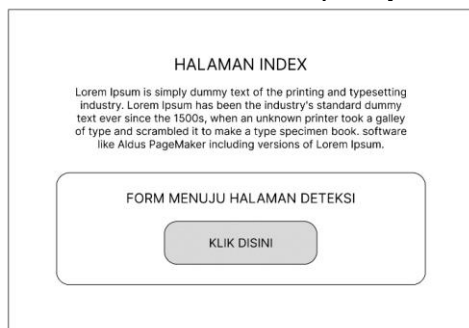 HALAMAN INDEX
Lorem Ipsum is simply dummy text of the printing and typesetting
industry. Lorem Ipsum has been the industry's standard dummy
text ever since the 1500s, when an unknown printer took a galley
of type and scrambled it to make a type specimen book. software
like Aldus PageMaker including versions of Lorem Ipsum.
FORM MENUJU HALAMAN DETEKSI
KLIK DISINI